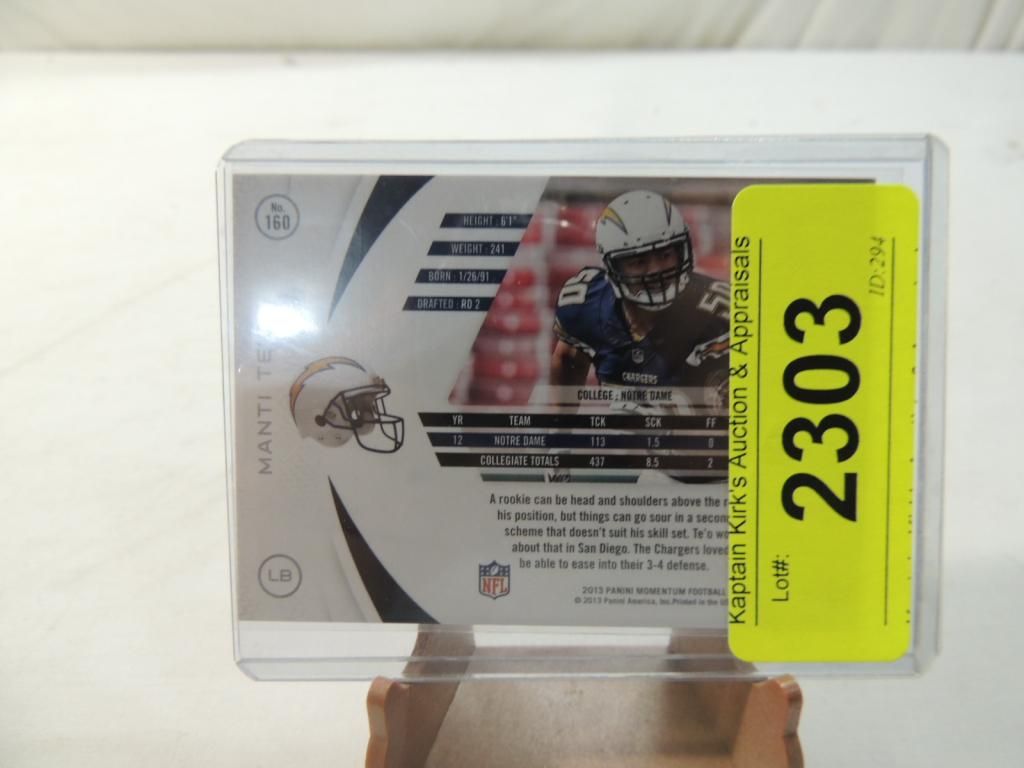 No.
160
MANTI TE'
LB
HEIGHT : 6'1"
WEIGHT : 241
BORN : 1/26/91
DRAFTED : RD 2
50
50
CHARGERS
COLLEGE : NOTRE DAME
YR TEAM TCK SCK FF
12 NOTRE DAME 113 1.5 0
COLLEGIATE TOTALS 437 8.5 2
A rookie can be head and shoulders above the
his position, but things can go sour in a
scheme that doesn't suit his skill set. Te'o
about that in San Diego. The Chargers loved
be able to ease into their 3-4 defense.
NFL
2013 PANINI MOMENTUM FOOTBALL
© 2013 Panini America, Inc. Printed in the
Kaptain Kirk's Auction & Appraisals
Lot#:
2303
ID:294